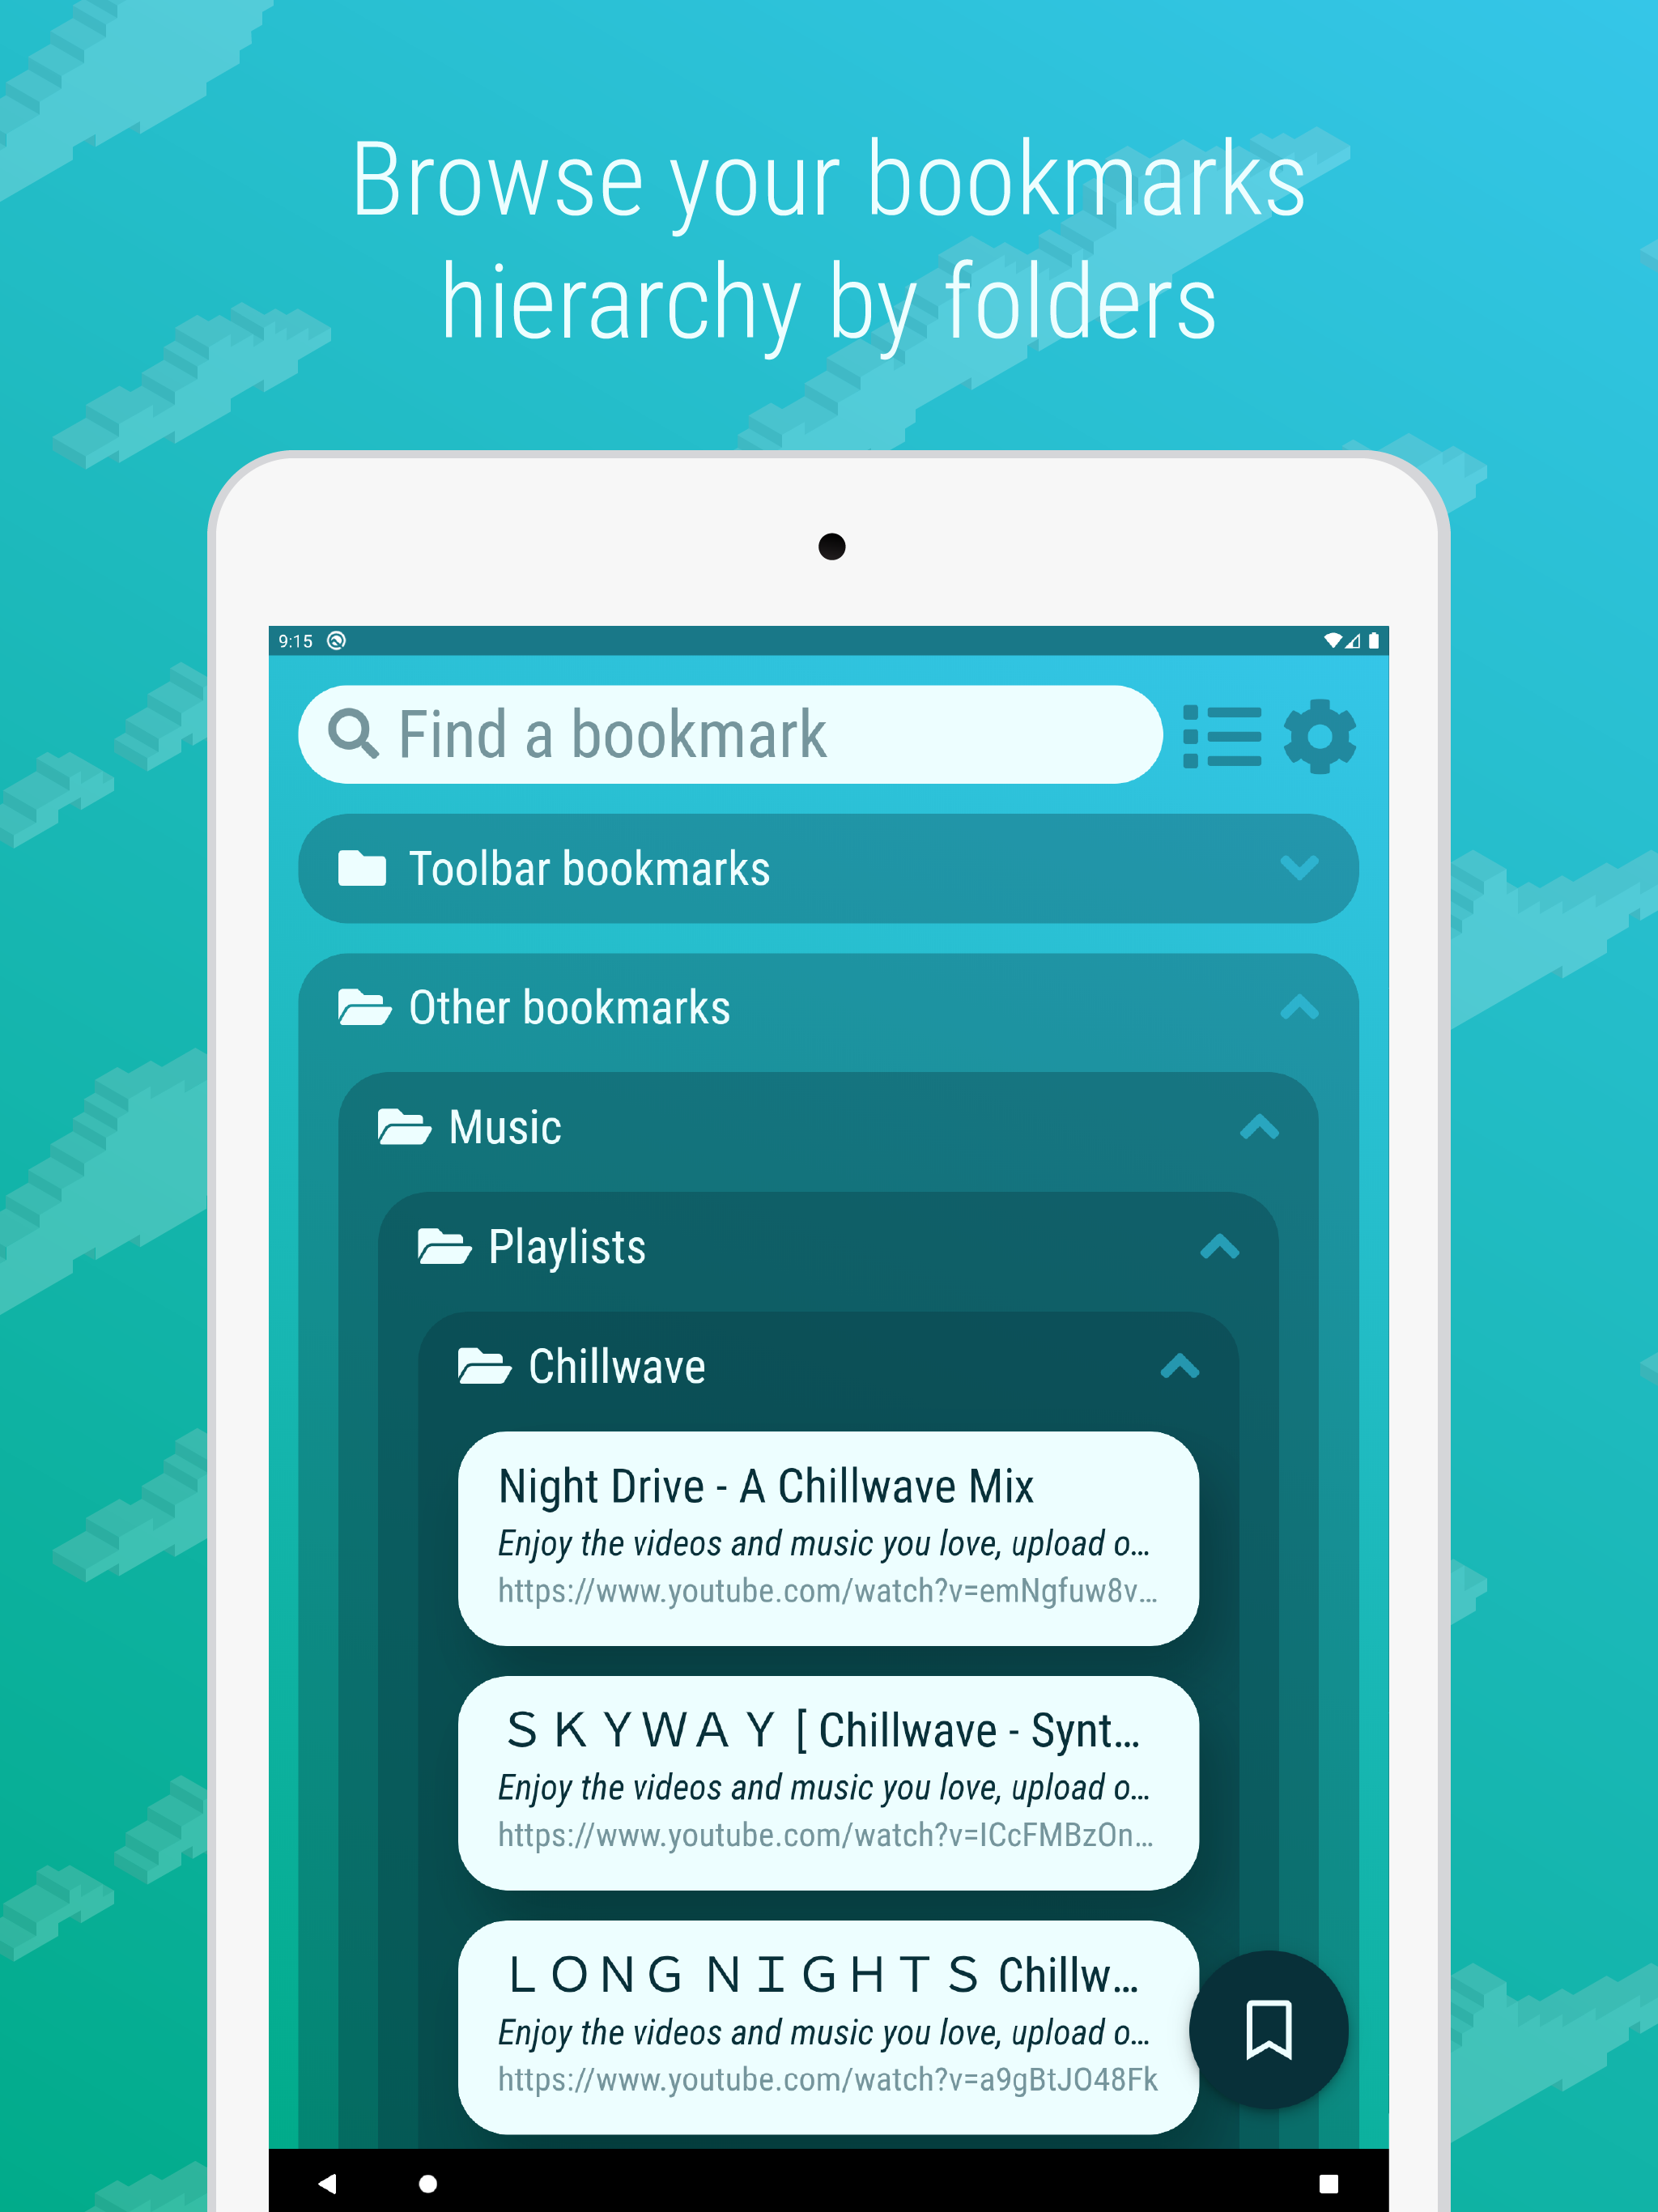 Browse your bookmarks
hierarchy by folders
9:15
Find a bookmark
Toolbar bookmarks
Other bookmarks
Music
Playlists
Chillwave
Night Drive - A Chillwave Mix
Enjoy the videos and music you love, upload o...
https://www.youtube.com/watch?v=emNgfuw8v...
ＳＫＹＷＡＹ [ Chillwave - Synt...
Enjoy the videos and music you love, upload o...
https://www.youtube.com/watch?v=ICcFMBzOn...
ＬＯＮＧ ＮＩＧＨＴＳ Chillw...
Enjoy the videos and music you love, upload o...
https://www.youtube.com/watch?v=a9gBtJO48Fk